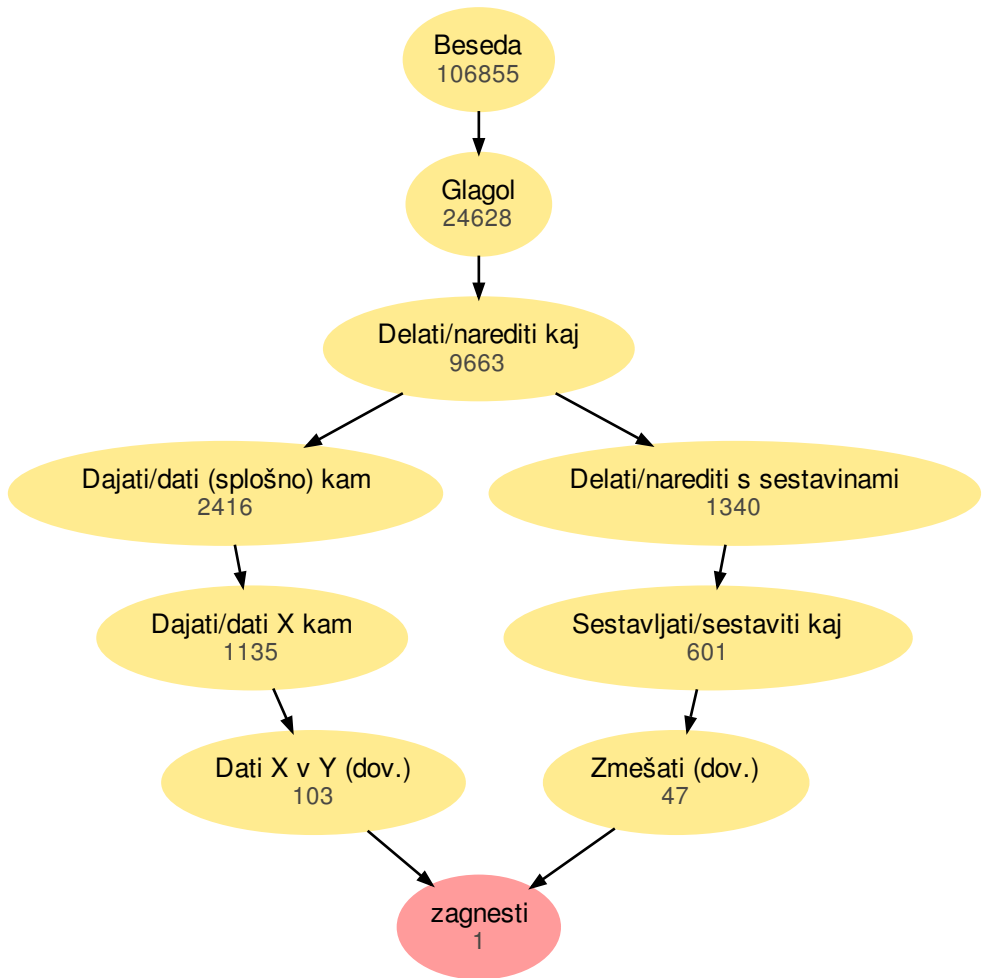 Beseda
106855
Glagol
24628
Delati/narediti kaj
9663
Dajati/dati (splošno) kam
2416
Delati/narediti s sestavinami
1340
Dajati/dati X kam
1135
Sestavljati/sestaviti kaj
601
Dati X v Y (dov.)
103
Zmešati (dov.)
47
zagnesti
1